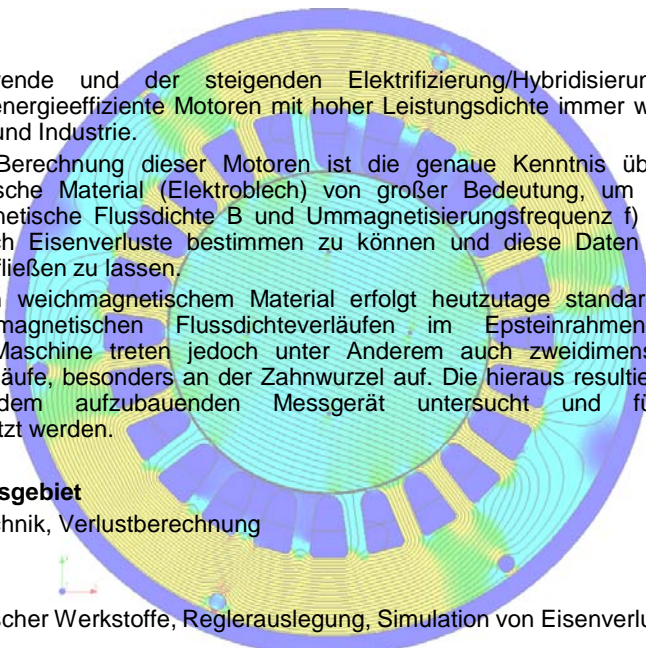 ende und der steigenden Elektrifizierung/Hybridisierun
energieeffiziente Motoren mit hoher Leistungsdichte immer w
und Industrie.
Berechnung dieser Motoren ist die genaue Kenntnis üb
sche Material (Elektroblech) von großer Bedeutung, um
netische Flussdichte B und Ummagnetisierungsfrequenz f)
ch Eisenverluste bestimmen zu können und diese Daten
fließen zu lassen.
weichmagnetischem Material erfolgt heutzutage standar
magnetischen Flussdichteverläufen im Epsteinrahmen
Maschine treten jedoch unter Anderem auch zweidimens
läufe, besonders an der Zahnwurzel auf. Die hieraus resultie
dem aufzubauenden Messgerät untersucht und fü
tzt werden.
sgebiet
chnik, Verlustberechnung
scher Werkstoffe, Reglerauslegung, Simulation von Eisenverlu